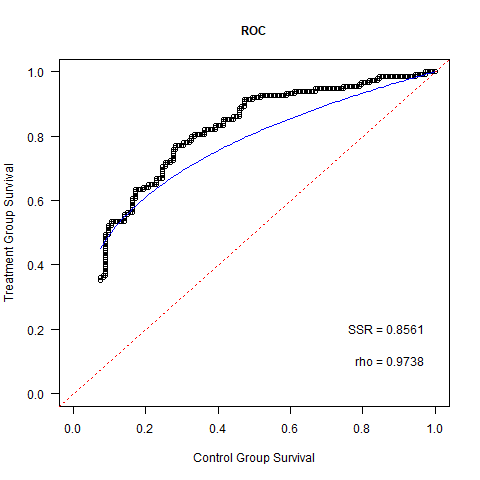 ROC
1.0
0.8
0.6
0.4
0.2
0.0
Treatment Group Survival
SSR = 0.8561
rho = 0.9738
0.0 0.2 0.4 0.6 0.8 1.0
Control Group Survival